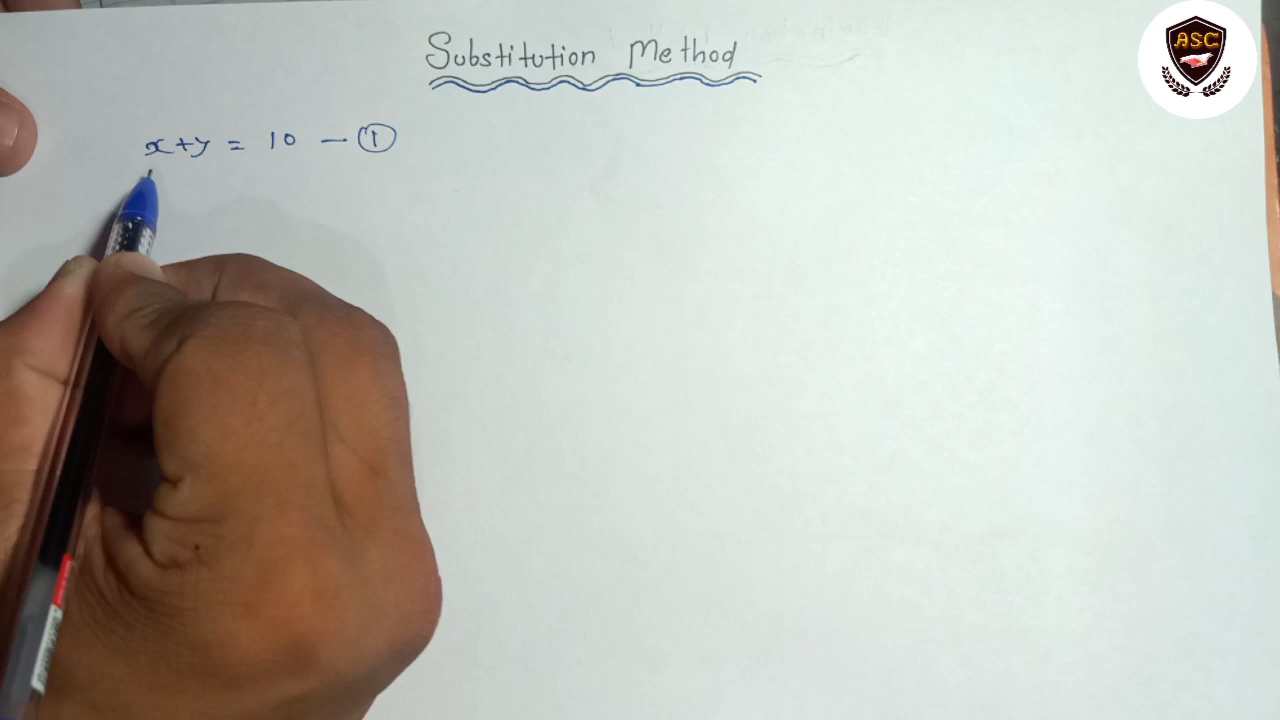 Substitution Method
ASC
x+y = 10 — ①